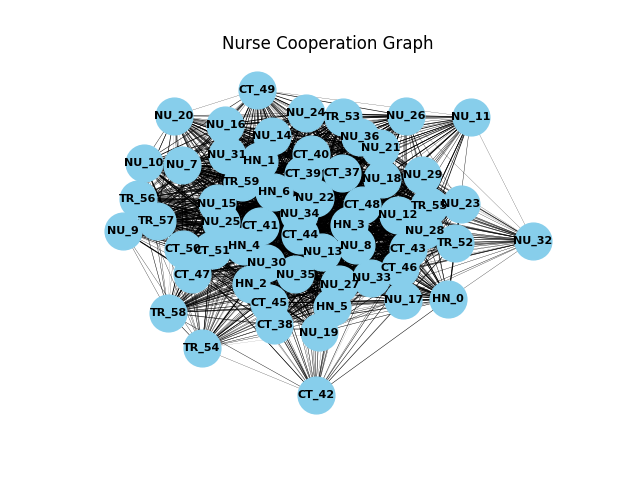 Nurse Cooperation Graph
CT_49
NU_20
NU_24
TR_53
NU_26
NU_11
NU_16
NU_14
NU_36
NU_21
NU_10
NU_7
NU_31
HN_1
CT_40
CT_39
CT_37
NU_18
NU_29
TR_59
TR_56
HN_6
NU_22
NU_15
CT_48
TR_55
NU_23
NU_34
NU_12
TR_57
NU_25
CT_41
HN_3
NU_9
CT_44
NU_28
NU_32
TR_52
CT_50
CT_51
HN_4
NU_13
NU_8
CT_43
NU_30
CT_46
CT_47
NU_35
NU_33
HN_2
NU_27
NU_17
HN_0
CT_45
HN_5
TR_58
CT_38
NU_19
TR_54
CT_42